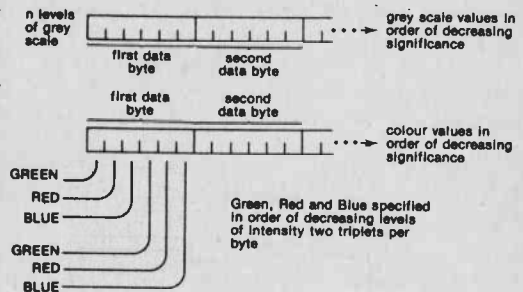 n levels
of grey
scale
grey scale values in
order of decreasing
significance
first data
byte
second
data byte
first data
byte
second
data byte
colour values in
order of decreasing
significance
GREEN
RED
BLUE
GREEN
RED
BLUE
Green, Red and Blue specified
in order of decreasing levels
of intensity two triplets per
byte